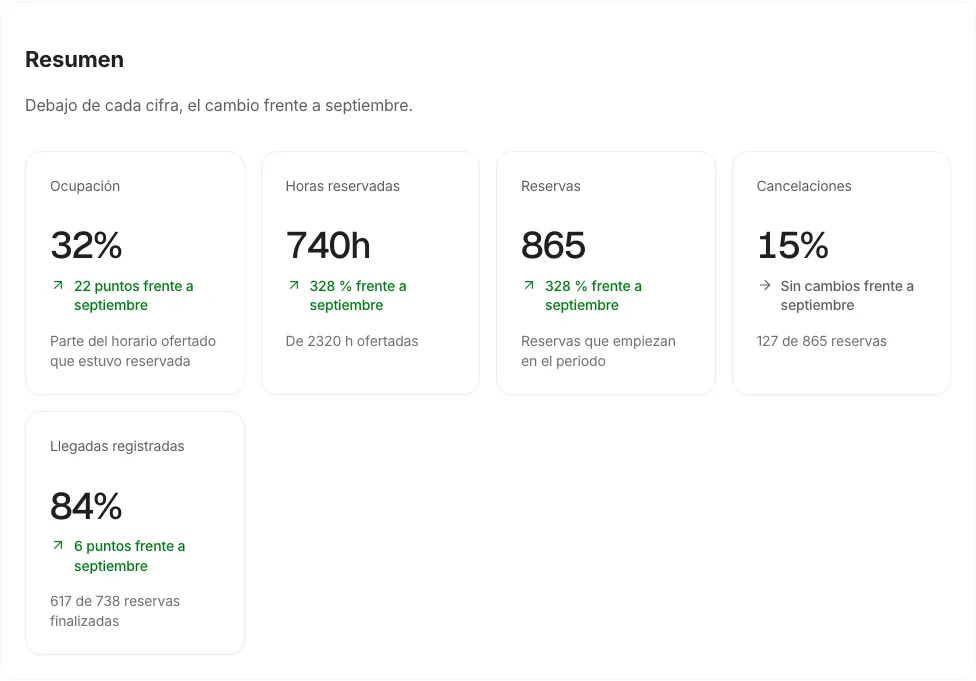 Resumen
Debajo de cada cifra, el cambio frente a septiembre.
Ocupación
32%
22 puntos frente a
septiembre
Parte del horario ofertado
que estuvo reservada
Horas reservadas
740h
328 % frente a
septiembre
De 2320 h ofertadas
Reservas
865
328 % frente a
septiembre
Reservas que empiezan
en el periodo
Cancelaciones
15%
Sin cambios frente a
septiembre
127 de 865 reservas
Llegadas registradas
84%
6 puntos frente a
septiembre
617 de 738 reservas
finalizadas